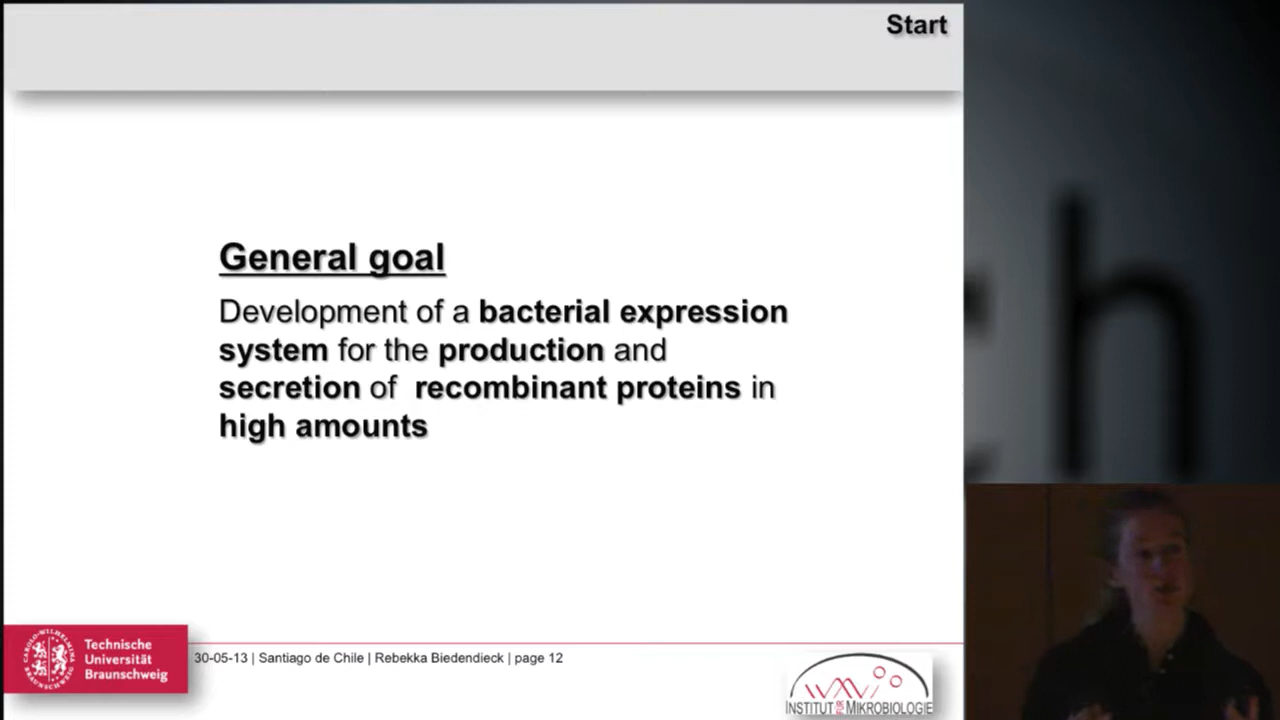 Start
General goal
Development of a bacterial expression
system for the production and
secretion of recombinant proteins in
high amounts
Technische
Universität
Braunschweig
30-05-13 | Santiago de Chile | Rebekka Biedendieck | page 12
INSTITUT FÜR MIKROBIOLOGIE
h